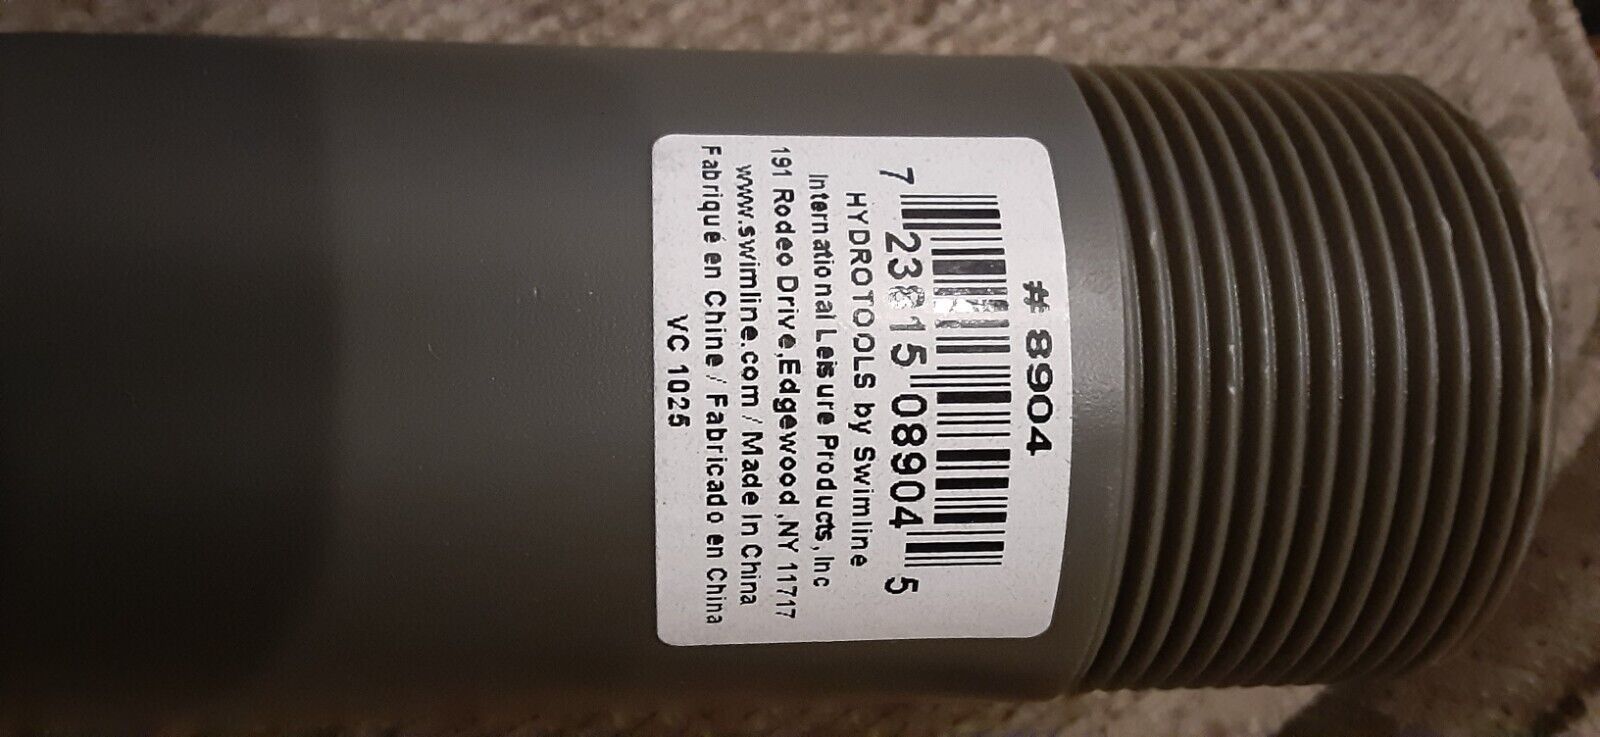 # 8904
7 23815 08904 5
HYDROTOOLS by Swimline
International Leisure Products, Inc
191 Rodeo Drive,Edgewood ,NY 11717
www.swimline.com / Made In China
Fabriqué en Chine / Fabricado en China
VC 1025